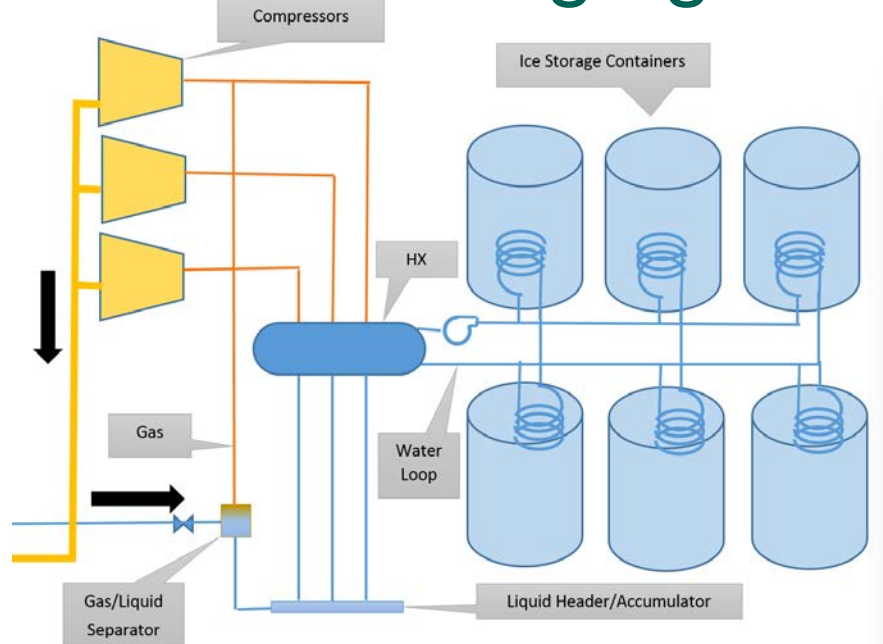 Compressors
Ice Storage Containers
HX
Gas
Water
Loop
Gas/Liquid
Separator
Liquid Header/Accumulator